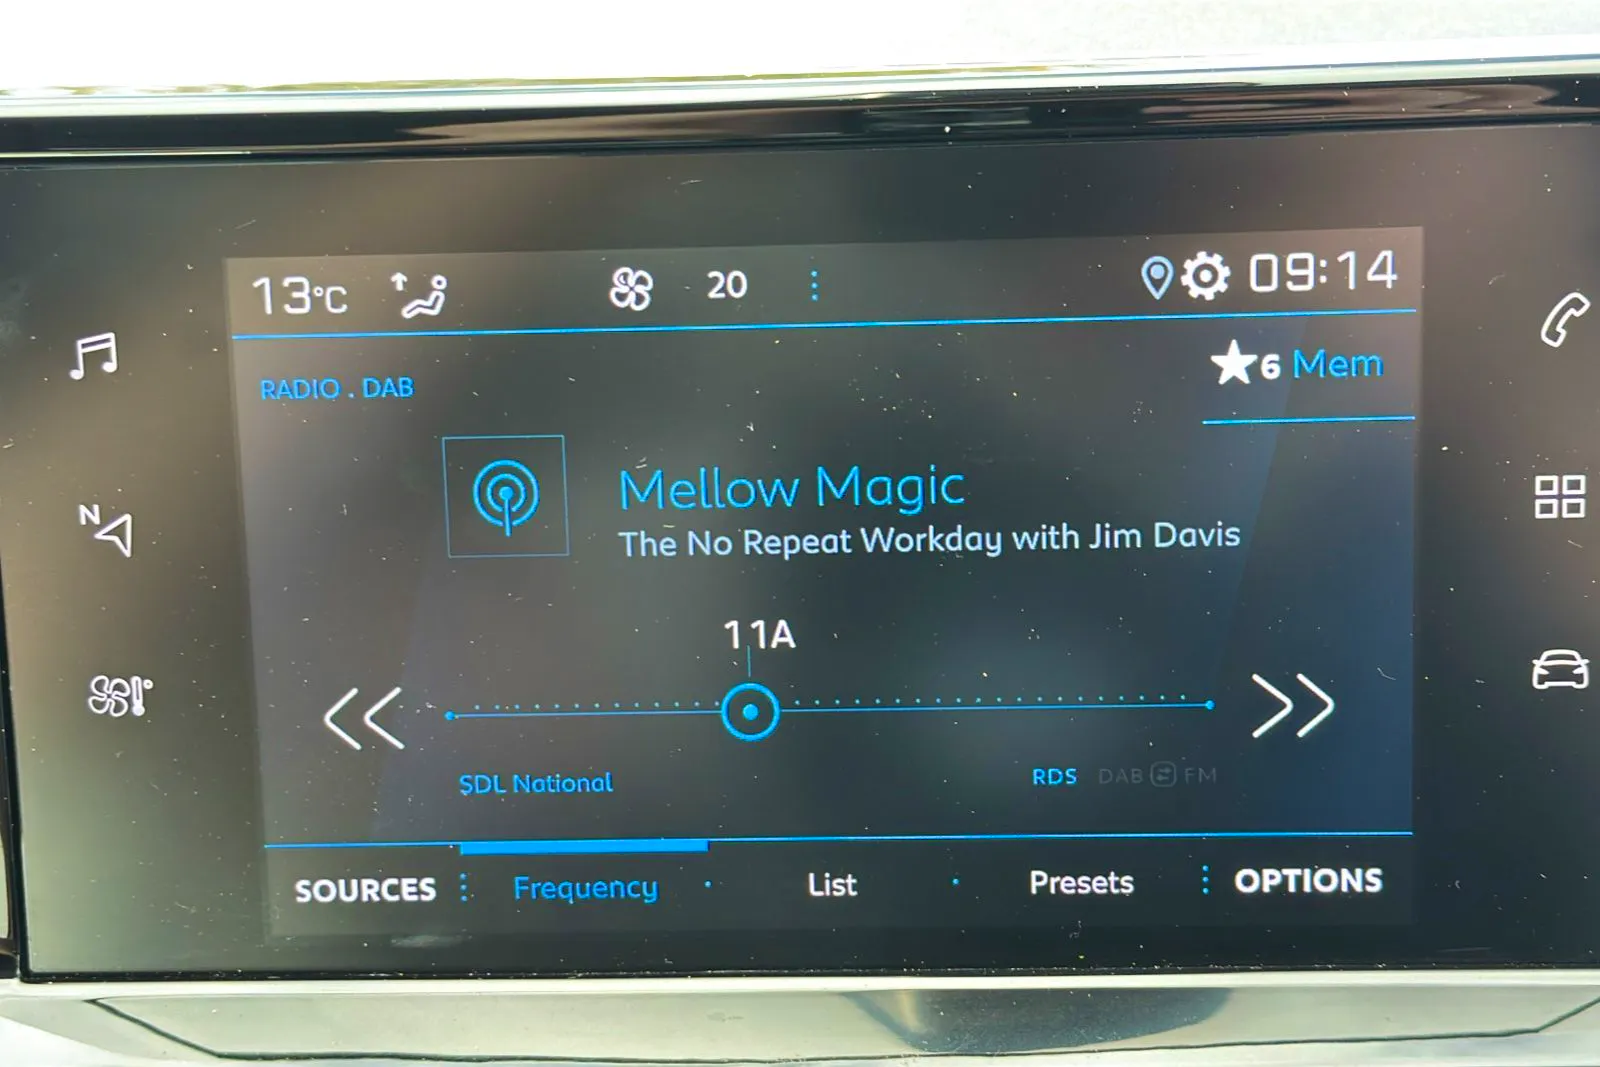 13°C 20 09:14
★6 Mem
RADIO . DAB
Mellow Magic
The No Repeat Workday with Jim Davis
11A
SDL National RDS DAB FM
SOURCES Frequency List Presets OPTIONS
N